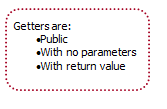 Getters are:
•Public
•With no parameters
•With return value